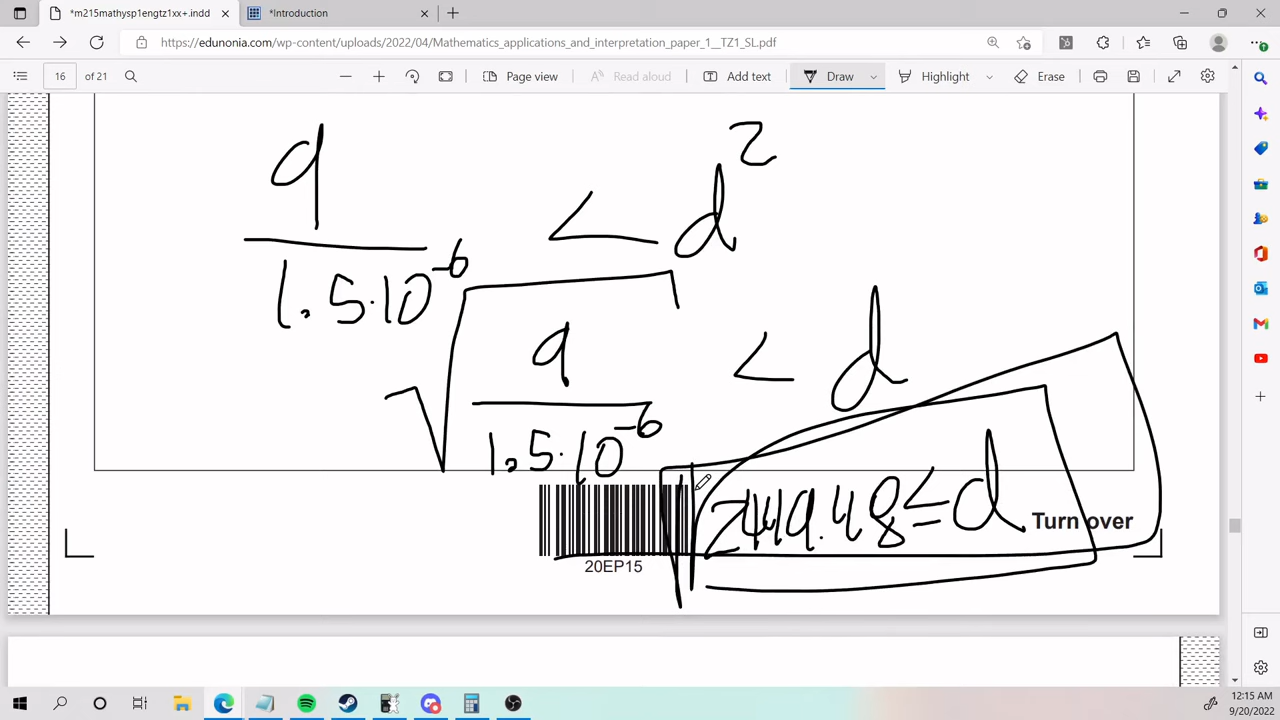 *m215mathysp1engtz1xx+.indd
*Introduction
https://edunonia.com/wp-content/uploads/2022/04/Mathematics_applications_and_interpretation_paper_1__TZ1_SL.pdf
16 of 21
Page view
Read aloud
Add text
Draw
Highlight
Erase
9 / 1.5·10^-6 < d^2
√(9 / 1.5·10^-6) < d
2449.48 ≤ d
Turn over
20EP15
12:15 AM
9/20/2022